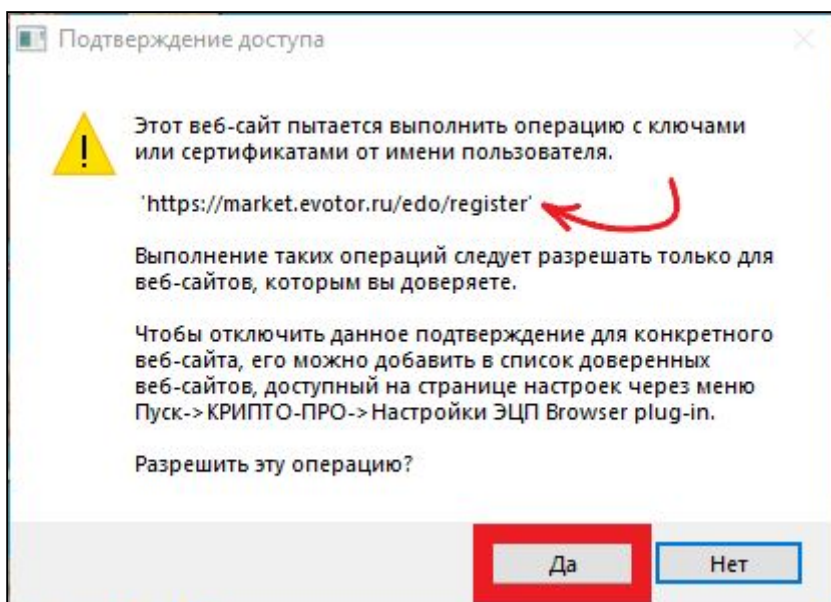 Подтверждение доступа
Этот веб-сайт пытается выполнить операцию с ключами
или сертификатами от имени пользователя.
'https://market.evotor.ru/edo/register'
Выполнение таких операций следует разрешать только для
веб-сайтов, которым вы доверяете.
Чтобы отключить данное подтверждение для конкретного
веб-сайта, его можно добавить в список доверенных
веб-сайтов, доступный на странице настроек через меню
Пуск->КРИПТО-ПРО->Настройки ЭЦП Browser plug-in.
Разрешить эту операцию?
Да
Нет